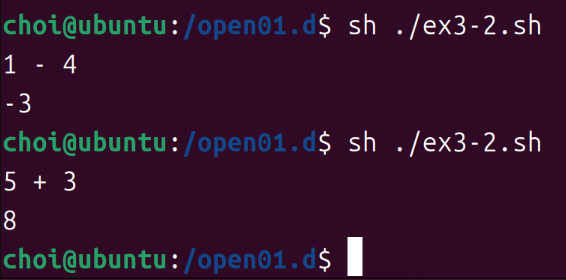 choi@ubuntu:/open01.d$ sh ./ex3-2.sh
1 - 4
-3
choi@ubuntu:/open01.d$ sh ./ex3-2.sh
5 + 3
8
choi@ubuntu:/open01.d$